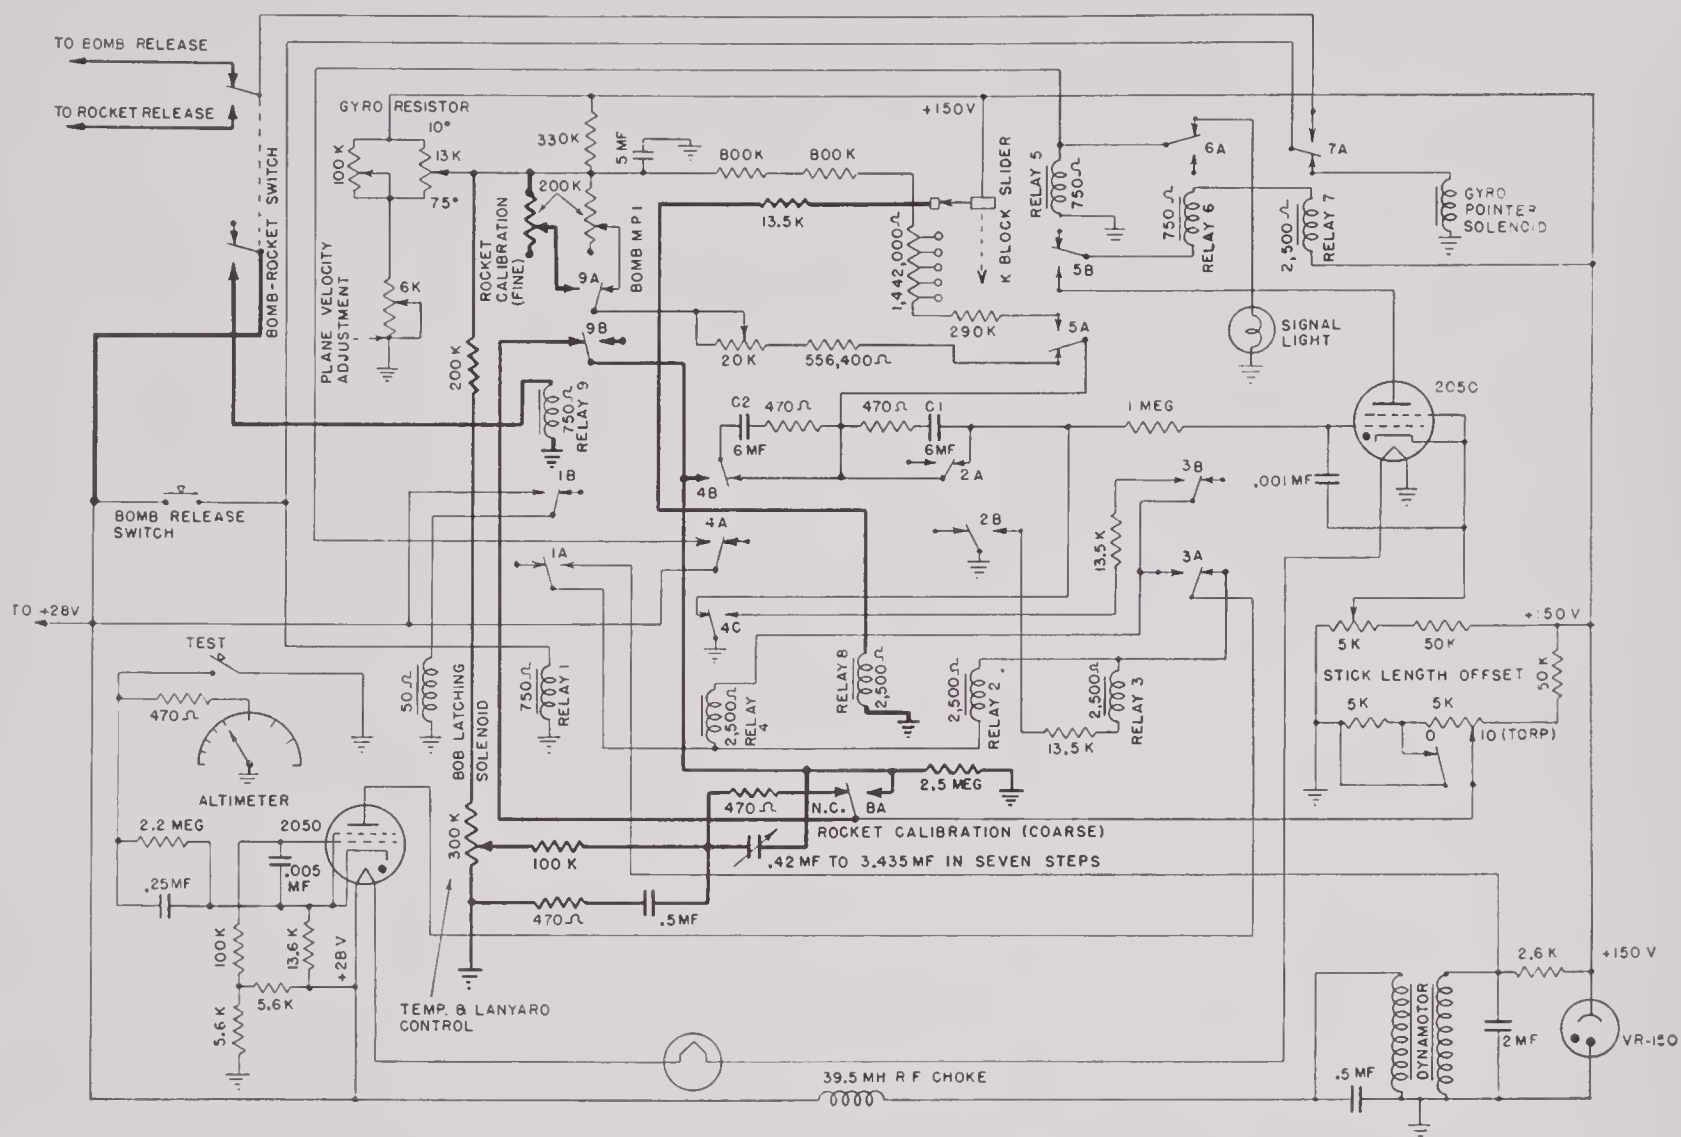 TO BOMB RELEASE
TO ROCKET RELEASE
BOMB-ROCKET SWITCH
GYRO RESISTOR
10°
100 K
13K
75°
PLANE VELOCITY
ADJUSTMENT
6K
330K
.5 MF
800K
800K
200K
ROCKET
CALIBRATION
(FINE)
BOMB M P I
9A
9B
13.5K
+150V
K BLOCK SLIDER
1,442,000Ω
290K
20K
556,400Ω
5A
5B
RELAY 5
750Ω
6A
7A
750Ω
RELAY 6
2,500Ω
RELAY 7
GYRO
POINTER
SOLENOID
SIGNAL
LIGHT
200K
750Ω
RELAY 9
C2
470Ω
470Ω
C1
6MF
6MF
1 MEG
2050
.001 MF
BOMB RELEASE
SWITCH
1B
4B
2A
3B
4A
2B
1A
13.5K
3A
4C
TO +28V
TEST
470Ω
ALTIMETER
50Ω
BOB LATCHING
SOLENOID
750Ω
RELAY 1
2,500Ω
RELAY
4
RELAY 8
2,500Ω
2,500Ω
RELAY 2
13.5K
2,500Ω
RELAY 3
+150 V
5K
50K
STICK LENGTH OFFSET
50K
5K
5K
0
10 (TORP)
2.5 MEG
470Ω
N.C.
8A
ROCKET CALIBRATION (COARSE)
.42 MF TO 3.435 MF IN SEVEN STEPS
300K
100 K
470Ω
.5MF
2.2 MEG
2050
.25MF
.005
MF
100K
13.6K
+28V
5.6K
5.6K
TEMP. & LANYARD
CONTROL
39.5 MH R F CHOKE
.5 MF
DYNAMOTOR
2.6K
+150 V
2MF
VR-150